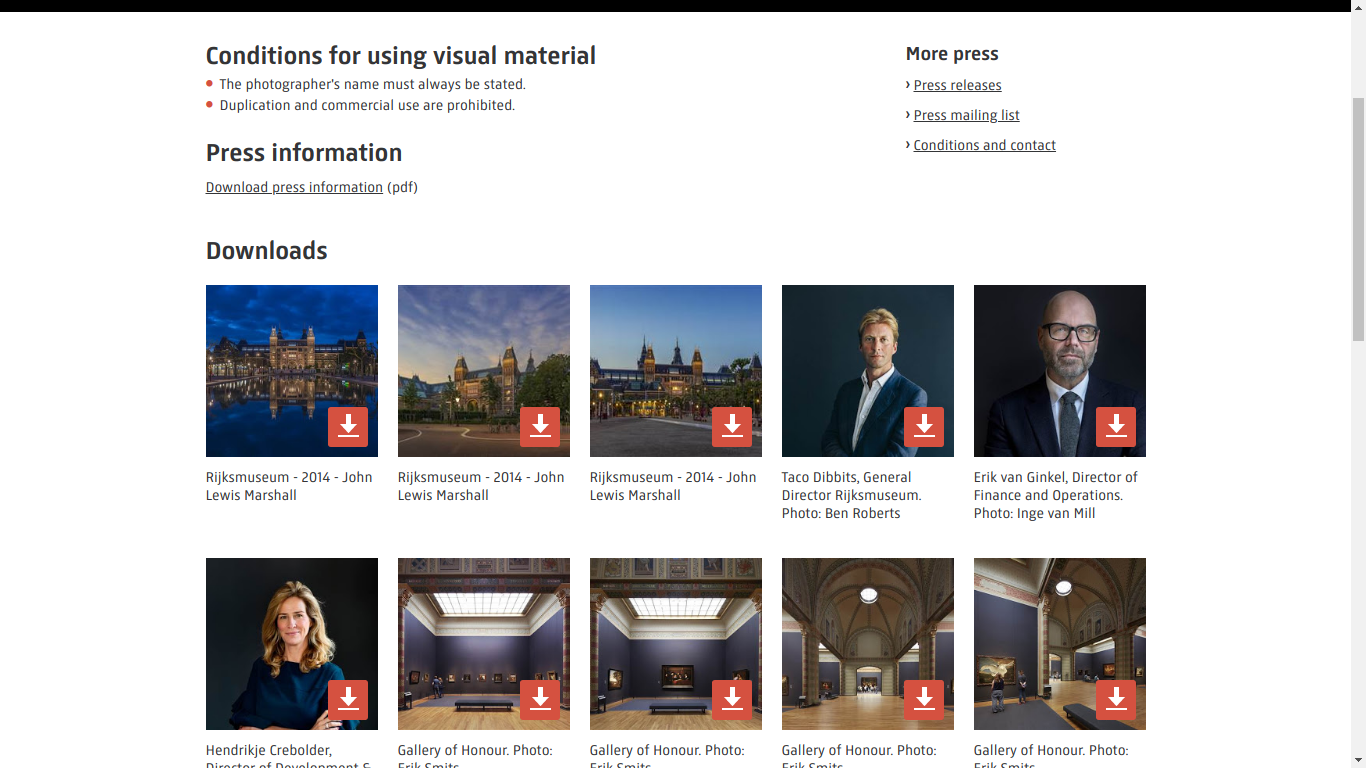 Conditions for using visual material
The photographer's name must always be stated.
Duplication and commercial use are prohibited.
Press information
Download press information (pdf)
More press
› Press releases
› Press mailing list
› Conditions and contact
Downloads
Rijksmuseum - 2014 - John
Lewis Marshall
Rijksmuseum - 2014 - John
Lewis Marshall
Rijksmuseum - 2014 - John
Lewis Marshall
Taco Dibbits, General
Director Rijksmuseum.
Photo: Ben Roberts
Erik van Ginkel, Director of
Finance and Operations.
Photo: Inge van Mill
Hendrikje Crebolder,
Director of Development &
Gallery of Honour. Photo:
Erik Smits
Gallery of Honour. Photo:
Erik Smits
Gallery of Honour. Photo:
Erik Smits
Gallery of Honour. Photo:
Erik Smits